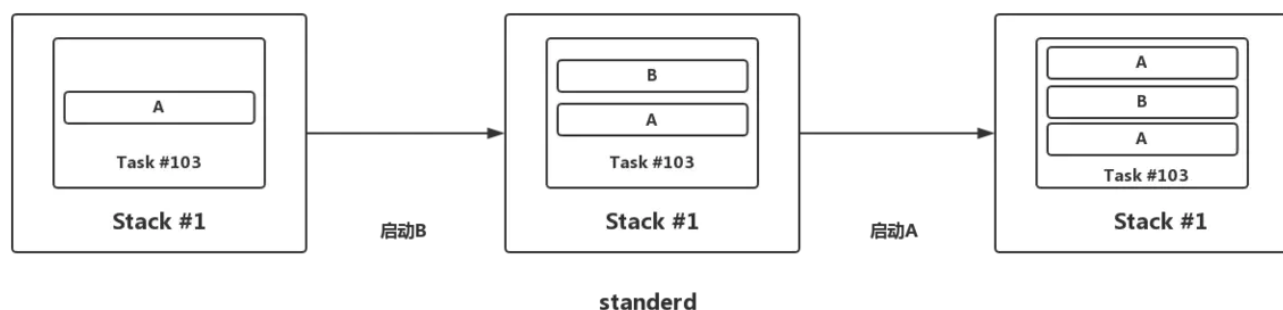 A
Task #103
Stack #1
启动B
B
A
Task #103
Stack #1
启动A
A
B
A
Task #103
Stack #1
standerd